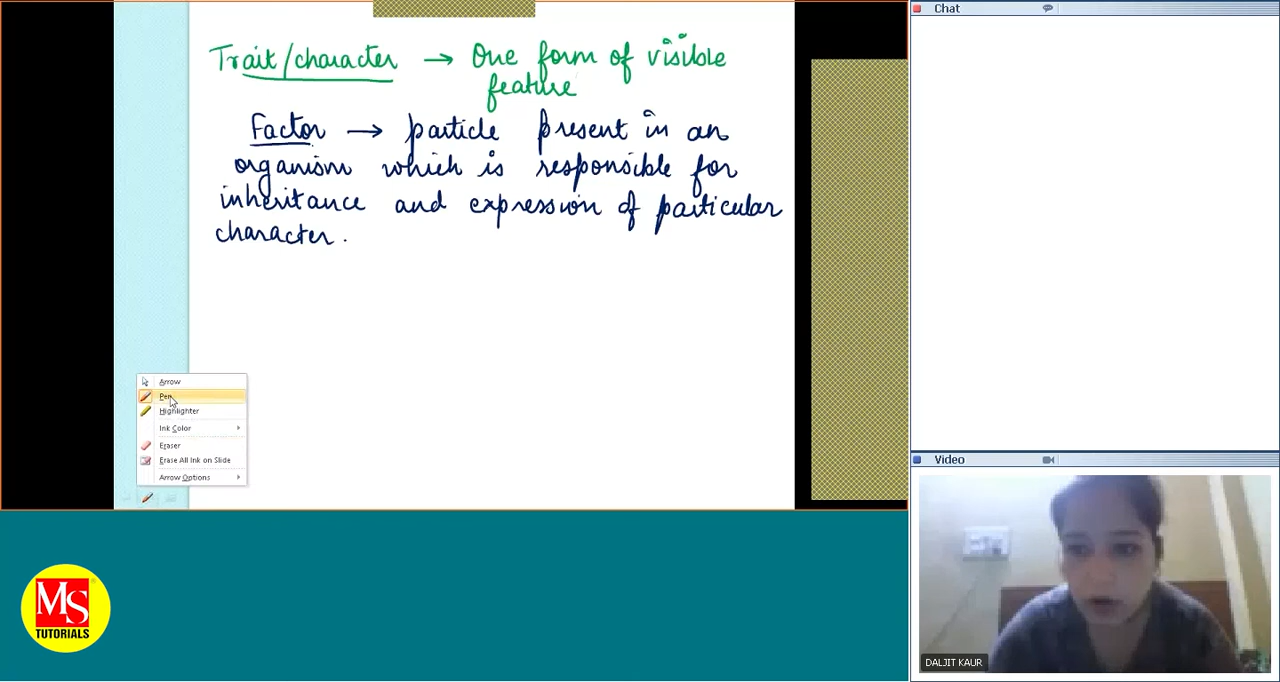 Trait/character → One form of visible
feature
Factor → particle present in an
organism which is responsible for
inheritance and expression of particular
character.
Arrow
Pen
Highlighter
Ink Color
Eraser
Erase All Ink on Slide
Arrow Options
MS
TUTORIALS
Chat
Video
DALJIT KAUR